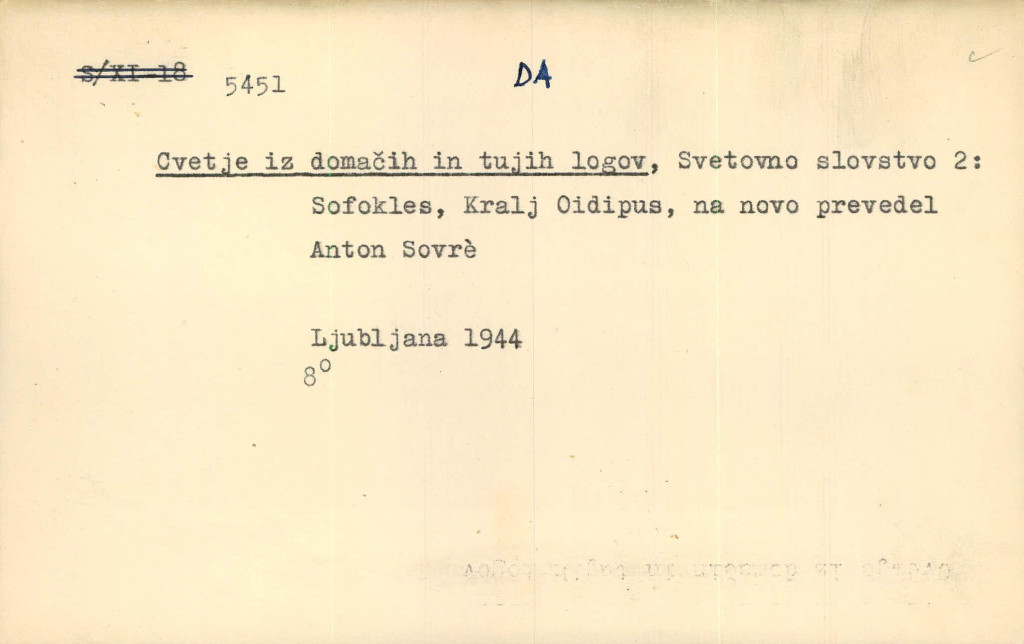 S/XI-18 5451 DA
Cvetje iz domačih in tujih logov, Svetovno slovstvo 2:
Sofokles, Kralj Oidipus, na novo prevedel
Anton Sovrè
Ljubljana 1944
8°